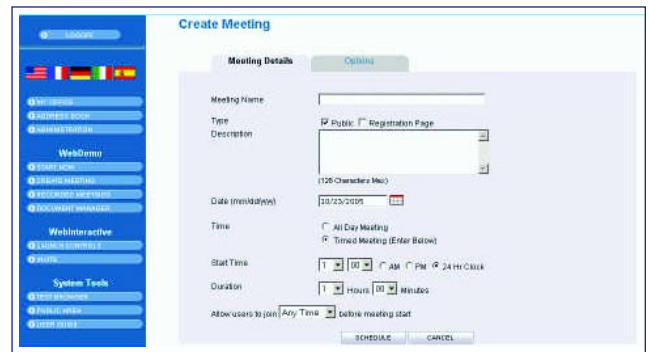 Create Meeting
LOGOFF
Meeting Details
Options
MY OFFICE
ADDRESS BOOK
ADMINISTRATION
WebDemo
START NOW
CREATE MEETING
RECORDED MEETINGS
DOCUMENT MANAGER
WebInteractive
LAUNCH CONTROLS
INVITE
System Tools
TEST BROWSER
PUBLIC AREA
USER GUIDE
Meeting Name
Type
Public
Registration Page
Description
(128 Characters Max)
Date (mm/dd/yyyy)
10/23/2005
Time
All Day Meeting
Timed Meeting (Enter Below)
Start Time
1
00
AM
PM
24 Hr Clock
Duration
1
Hours
00
Minutes
Allow users to join
Any Time
before meeting start
SCHEDULE
CANCEL